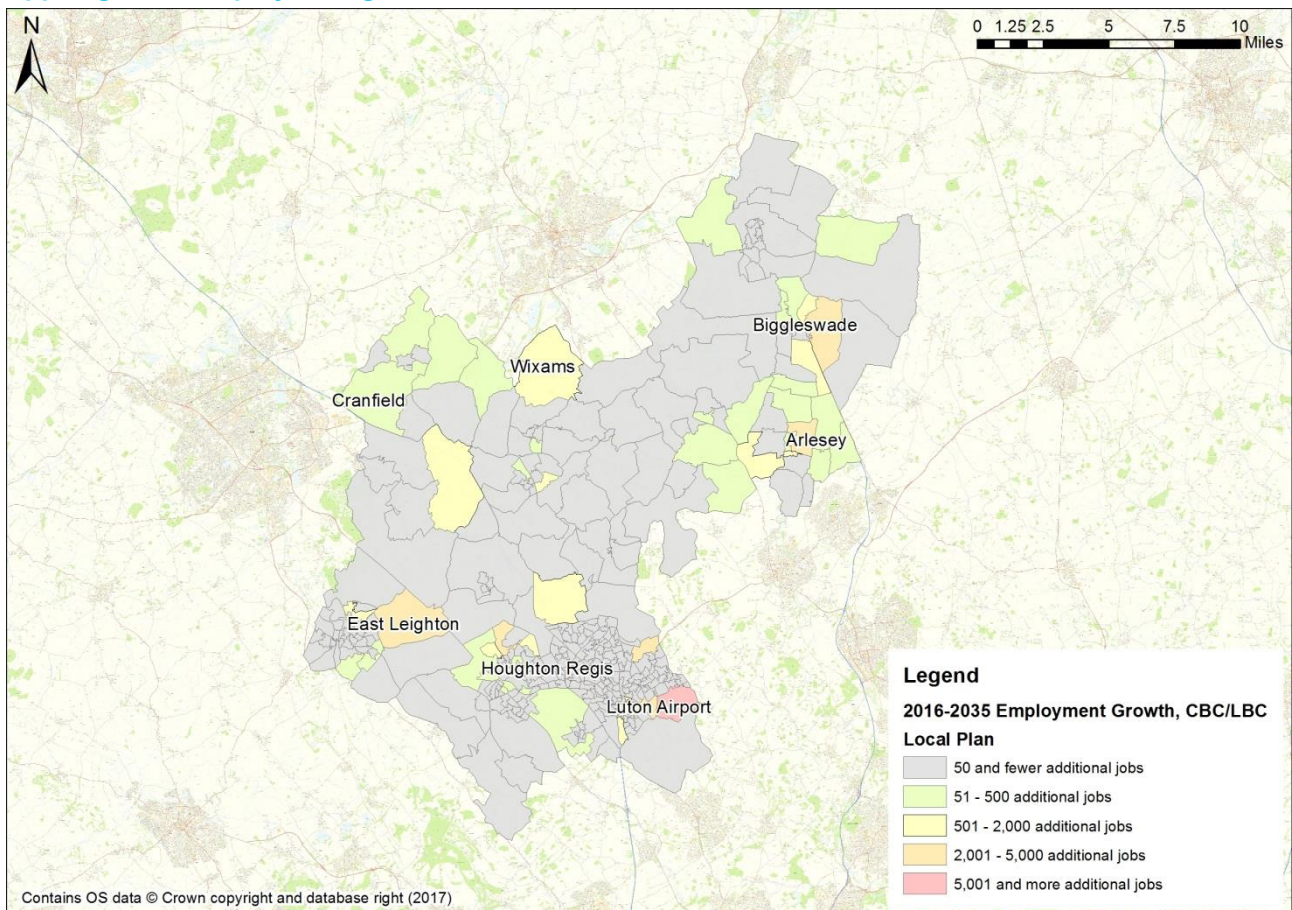 N
0 1.25 2.5 5 7.5 10
Miles
Biggleswade
Wixams
Cranfield
Arlesey
East Leighton
Houghton Regis
Luton Airport
Legend
2016-2035 Employment Growth, CBC/LBC
Local Plan
50 and fewer additional jobs
51 - 500 additional jobs
501 - 2,000 additional jobs
2,001 - 5,000 additional jobs
5,001 and more additional jobs
Contains OS data © Crown copyright and database right (2017)